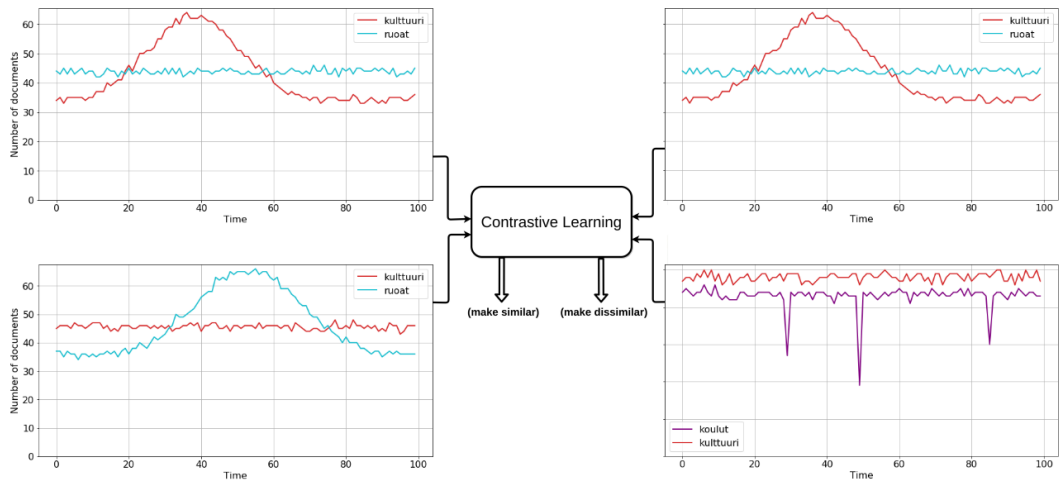 Number of documents
60
50
40
30
20
10
0
0 20 40 60 80 100
Time
kulttuuri
ruoat
0 20 40 60 80 100
Time
kulttuuri
ruoat
Contrastive Learning
(make similar) (make dissimilar)
Number of documents
60
50
40
30
20
10
0
0 20 40 60 80 100
Time
kulttuuri
ruoat
koulut
kulttuuri
0 20 40 60 80 100
Time